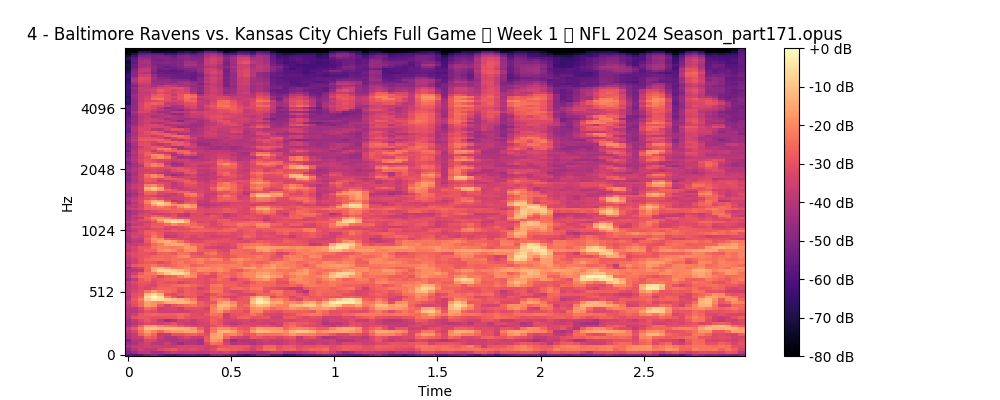 4 - Baltimore Ravens vs. Kansas City Chiefs Full Game ▯ Week 1 ▯ NFL 2024 Season_part171.opus
+0 dB
-10 dB
-20 dB
-30 dB
-40 dB
-50 dB
-60 dB
-70 dB
-80 dB
Hz
4096
2048
1024
512
0
0 0.5 1 1.5 2 2.5
Time